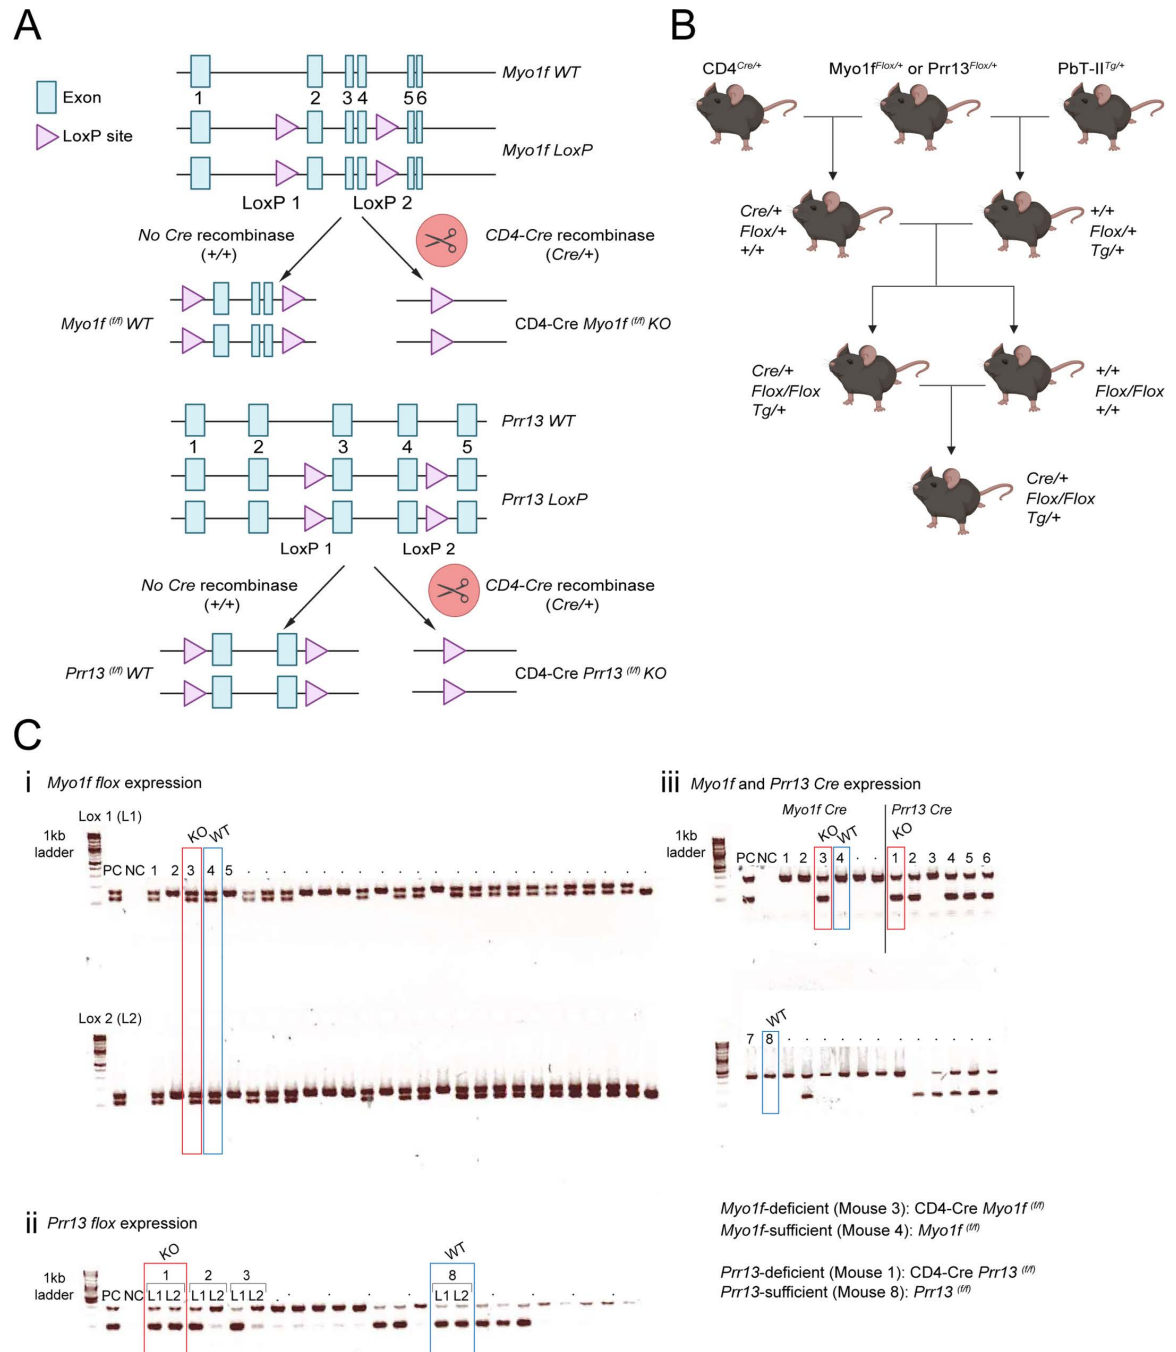 A
Exon
LoxP site
Myo1f WT
1 2 3 4 5 6
Myo1f LoxP
LoxP 1 LoxP 2
No Cre recombinase
(+/+)
CD4-Cre recombinase
(Cre/+)
Myo1f (f/f) WT
CD4-Cre Myo1f (f/f) KO
Prr13 WT
1 2 3 4 5
Prr13 LoxP
LoxP 1 LoxP 2
No Cre recombinase
(+/+)
CD4-Cre recombinase
(Cre/+)
Prr13 (f/f) WT
CD4-Cre Prr13 (f/f) KO
B
CD4Cre/+ Myo1fFlox/+ or Prr13Flox/+ PbT-IITg/+
Cre/+
Flox/+
+/+
+/+
Flox/+
Tg/+
Cre/+
Flox/Flox
Tg/+
+/+
Flox/Flox
+/+
Cre/+
Flox/Flox
Tg/+
C
i Myo1f flox expression
Lox 1 (L1)
1kb
ladder
KO WT
PC NC 1 2 3 4 5 . . . . . . . . . . . . . . . . . . . . .
Lox 2 (L2)
ii Prr13 flox expression
1kb
ladder
KO WT
1 2 3 8
PC NC L1 L2 L1 L2 L1 L2 L1 L2
iii Myo1f and Prr13 Cre expression
Myo1f Cre Prr13 Cre
1kb
ladder
KO WT KO
PC NC 1 2 3 4 . . 1 2 3 4 5 6
WT
7 8 . . . . . . . . . . . .
Myo1f-deficient (Mouse 3): CD4-Cre Myo1f (f/f)
Myo1f-sufficient (Mouse 4): Myo1f (f/f)
Prr13-deficient (Mouse 1): CD4-Cre Prr13 (f/f)
Prr13-sufficient (Mouse 8): Prr13 (f/f)